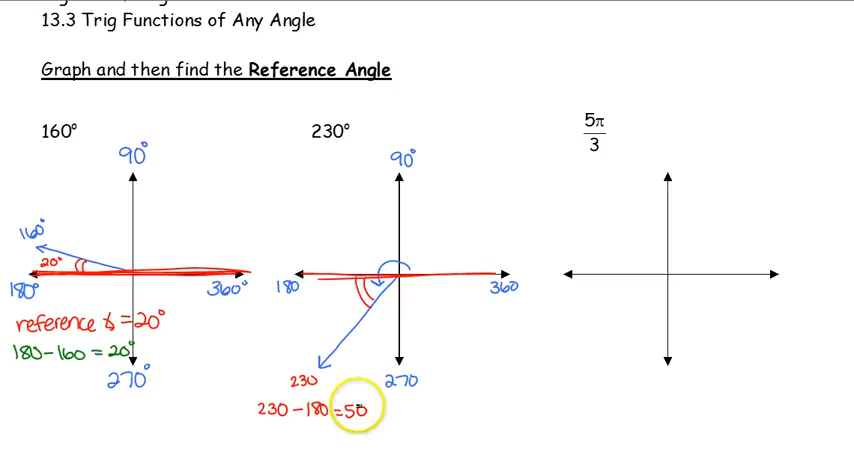 13.3 Trig Functions of Any Angle
Graph and then find the Reference Angle
160°
90°
160°
20°
180°
360°
reference ∡ = 20°
180 - 160 = 20°
270°
230°
90°
180
360
230
270
230 - 180 = 50
5π
3